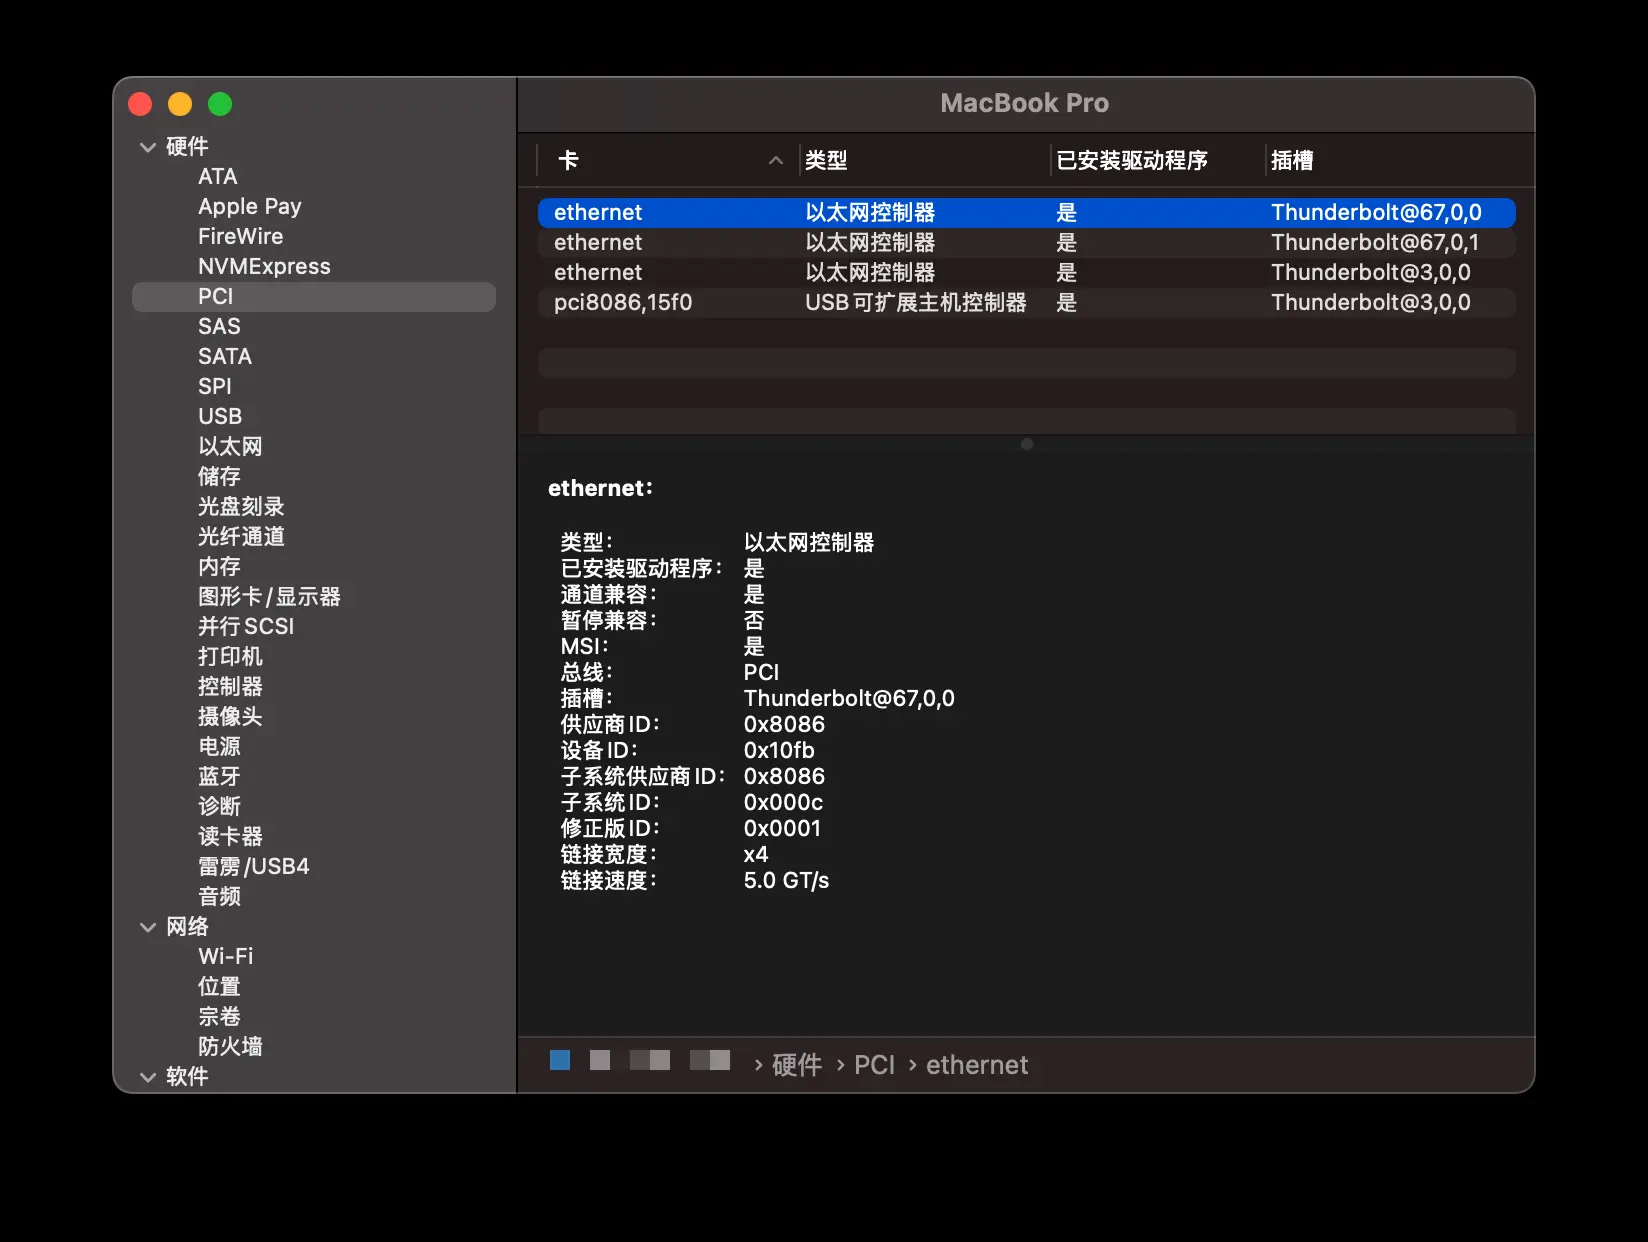 MacBook Pro
硬件
ATA
Apple Pay
FireWire
NVMExpress
PCI
SAS
SATA
SPI
USB
以太网
储存
光盘刻录
光纤通道
内存
图形卡/显示器
并行SCSI
打印机
控制器
摄像头
电源
蓝牙
诊断
读卡器
雷雳/USB4
音频
网络
Wi-Fi
位置
宗卷
防火墙
软件
卡 类型 已安装驱动程序 插槽
ethernet 以太网控制器 是 Thunderbolt@67,0,0
ethernet 以太网控制器 是 Thunderbolt@67,0,1
ethernet 以太网控制器 是 Thunderbolt@3,0,0
pci8086,15f0 USB可扩展主机控制器 是 Thunderbolt@3,0,0
ethernet：
类型： 以太网控制器
已安装驱动程序： 是
通道兼容： 是
暂停兼容： 否
MSI： 是
总线： PCI
插槽： Thunderbolt@67,0,0
供应商ID： 0x8086
设备ID： 0x10fb
子系统供应商ID： 0x8086
子系统ID： 0x000c
修正版ID： 0x0001
链接宽度： x4
链接速度： 5.0 GT/s
› 硬件 › PCI › ethernet